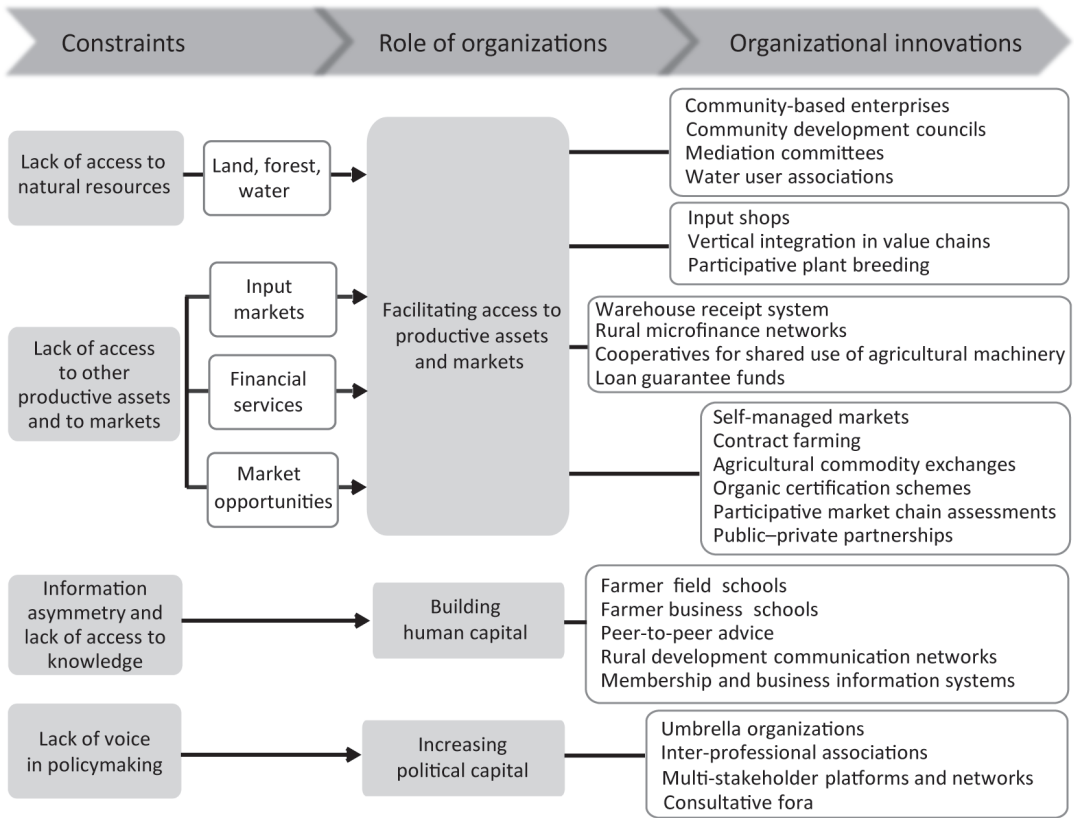 Constraints
Role of organizations
Organizational innovations
Lack of access to
natural resources
Land, forest,
water
Lack of access
to other
productive assets
and to markets
Input
markets
Financial
services
Market
opportunities
Facilitating access to
productive assets
and markets
Community-based enterprises
Community development councils
Mediation committees
Water user associations
Input shops
Vertical integration in value chains
Participative plant breeding
Warehouse receipt system
Rural microfinance networks
Cooperatives for shared use of agricultural machinery
Loan guarantee funds
Self-managed markets
Contract farming
Agricultural commodity exchanges
Organic certification schemes
Participative market chain assessments
Public–private partnerships
Information
asymmetry and
lack of access to
knowledge
Building
human capital
Farmer field schools
Farmer business schools
Peer-to-peer advice
Rural development communication networks
Membership and business information systems
Lack of voice
in policymaking
Increasing
political capital
Umbrella organizations
Inter-professional associations
Multi-stakeholder platforms and networks
Consultative fora